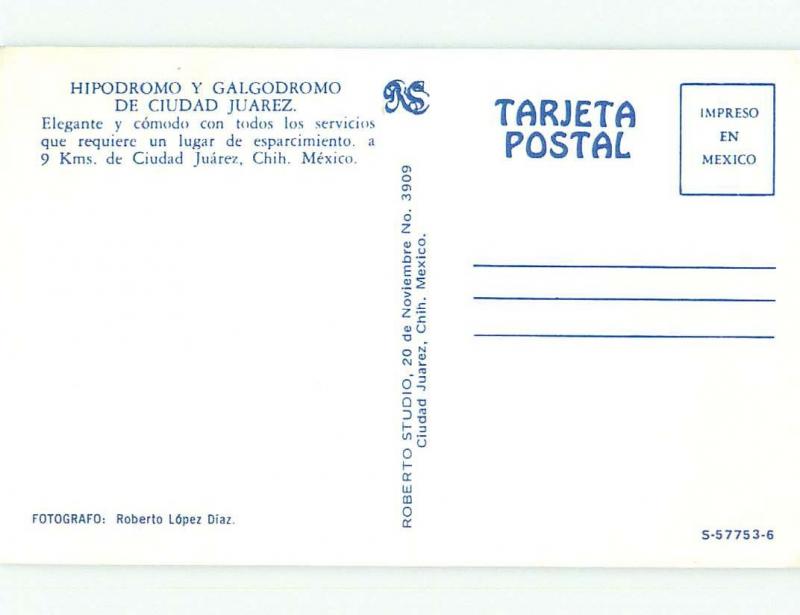 HIPODROMO Y GALGODROMO
DE CIUDAD JUAREZ.
Elegante y cómodo con todos los servicios
que requiere un lugar de esparcimiento. a
9 Kms. de Ciudad Juárez, Chih. México.
FOTOGRAFO: Roberto López Díaz.
RS
ROBERTO STUDIO, 20 de Noviembre No. 3909
Ciudad Juarez, Chih. Mexico.
TARJETA
POSTAL
IMPRESO
EN
MEXICO
S-57753-6